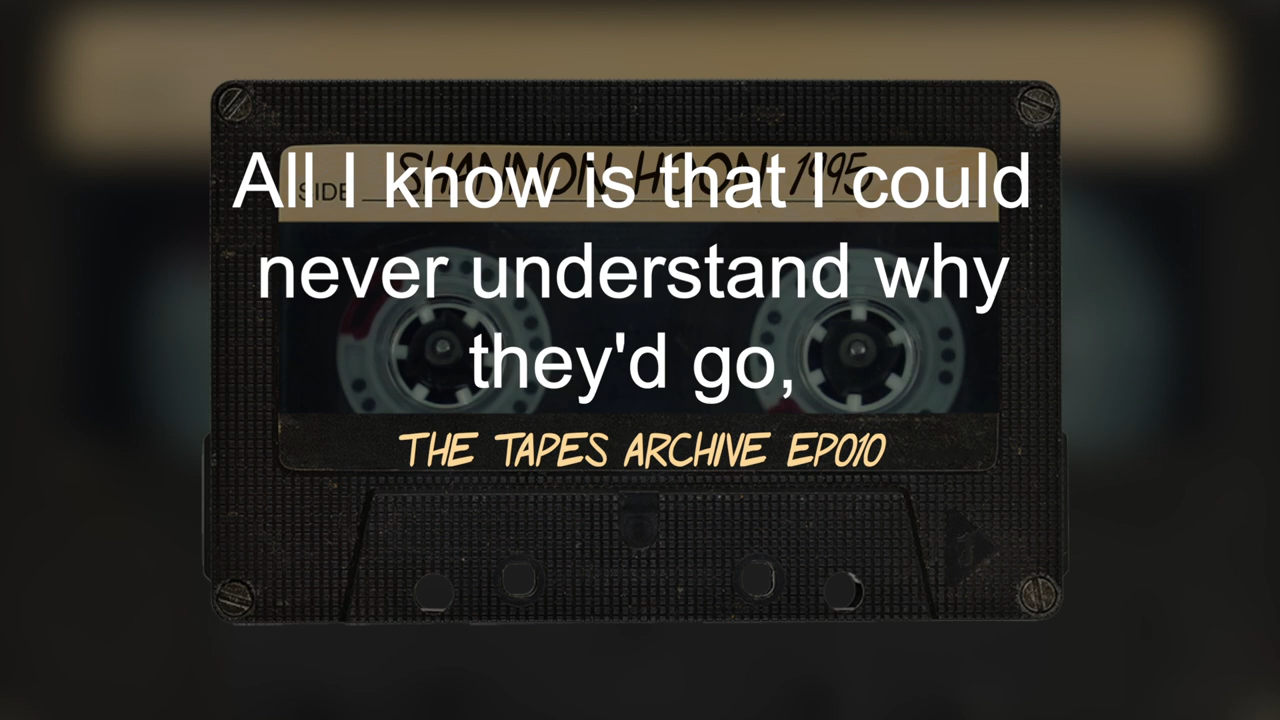 SIDE SHANNON HOON 1995
All I know is that I could
never understand why
they'd go,
THE TAPES ARCHIVE EP010